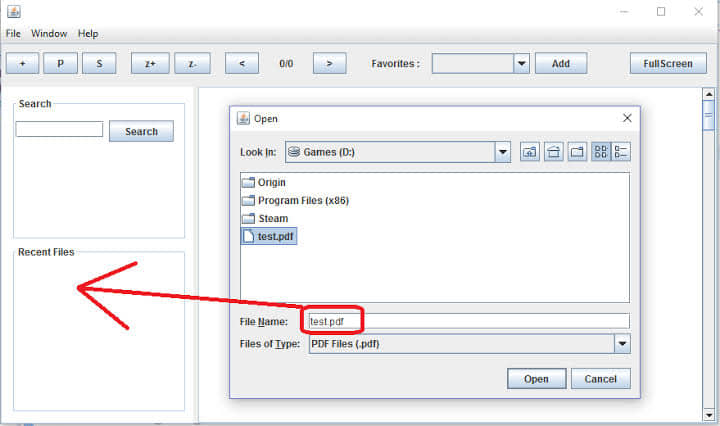 File Window Help
+ P S z+ z- < 0/0 > Favorites : Add FullScreen
Search
Search
Recent Files
Open
Look In: Games (D:)
Origin
Program Files (x86)
Steam
test.pdf
File Name: test.pdf
Files of Type: PDF Files (.pdf)
Open Cancel